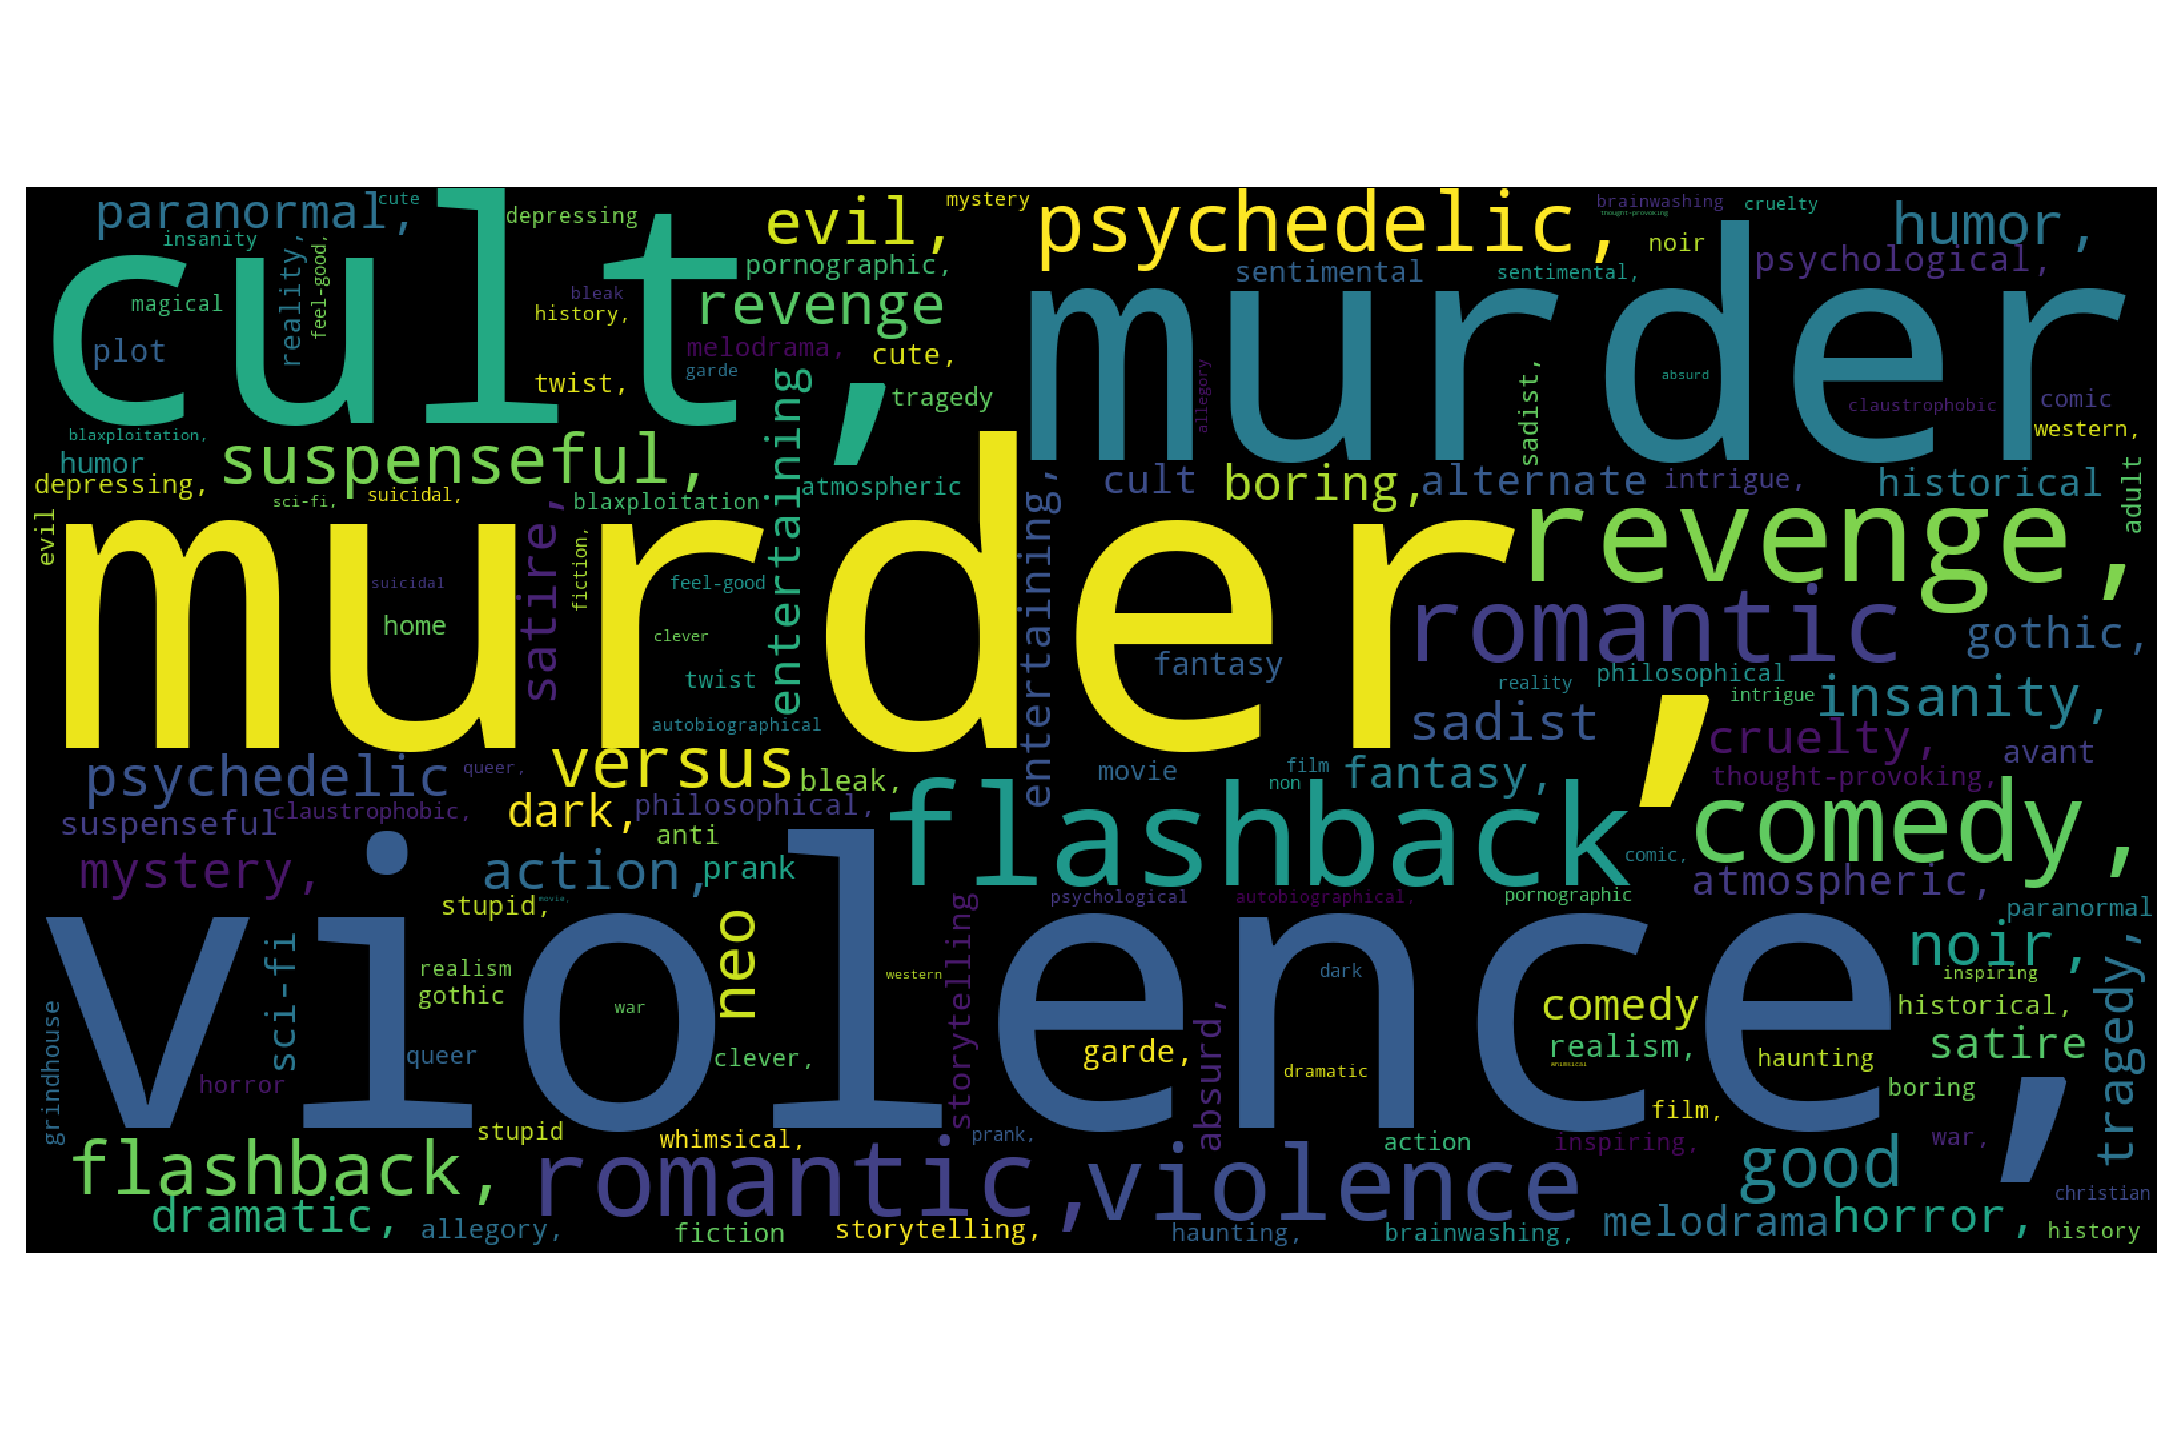 paranormal,
cute
depressing
evil,
mystery
psychedelic,
brainwashing
thought-provoking
cruelty
humor,
insanity
reality,
feel-good,
cult,
pornographic,
sentimental
sentimental,
noir
psychological,
magical
bleak
history,
revenge
murder
plot
melodrama,
cute,
garde
twist,
tragedy
entertaining
allegory
sadist,
absurd
claustrophobic
comic
western,
blaxploitation,
humor
suspenseful,
depressing,
sci-fi,
suicidal,
blaxploitation
atmospheric
cult
boring,
alternate
intrigue,
historical
adult
evil
satire,
fiction,
entertaining,
murder,
revenge,
suicidal
feel-good
home
clever
romantic
gothic,
fantasy
twist
reality
philosophical
intrigue
insanity,
autobiographical
sadist
cruelty,
avant
psychedelic
queer,
versus
bleak,
movie
film
non
fantasy,
thought-provoking,
suspenseful
claustrophobic,
dark,
philosophical,
anti
flashback
comedy,
mystery,
action,
prank
comic,
atmospheric,
stupid,
movie,
psychological
autobiographical,
pornographic
paranormal
violence,
sci-fi
neo
storytelling
noir,
tragedy,
realism
gothic
western
dark
inspiring
war
comedy
historical,
grindhouse
queer
clever,
absurd,
garde,
realism,
haunting
satire
horror
dramatic
whimsical
boring
film,
stupid
whimsical,
prank,
action
inspiring,
war,
flashback,
romantic,
violence
good
christian
dramatic,
allegory,
fiction
storytelling,
haunting,
brainwashing,
melodrama
horror,
history